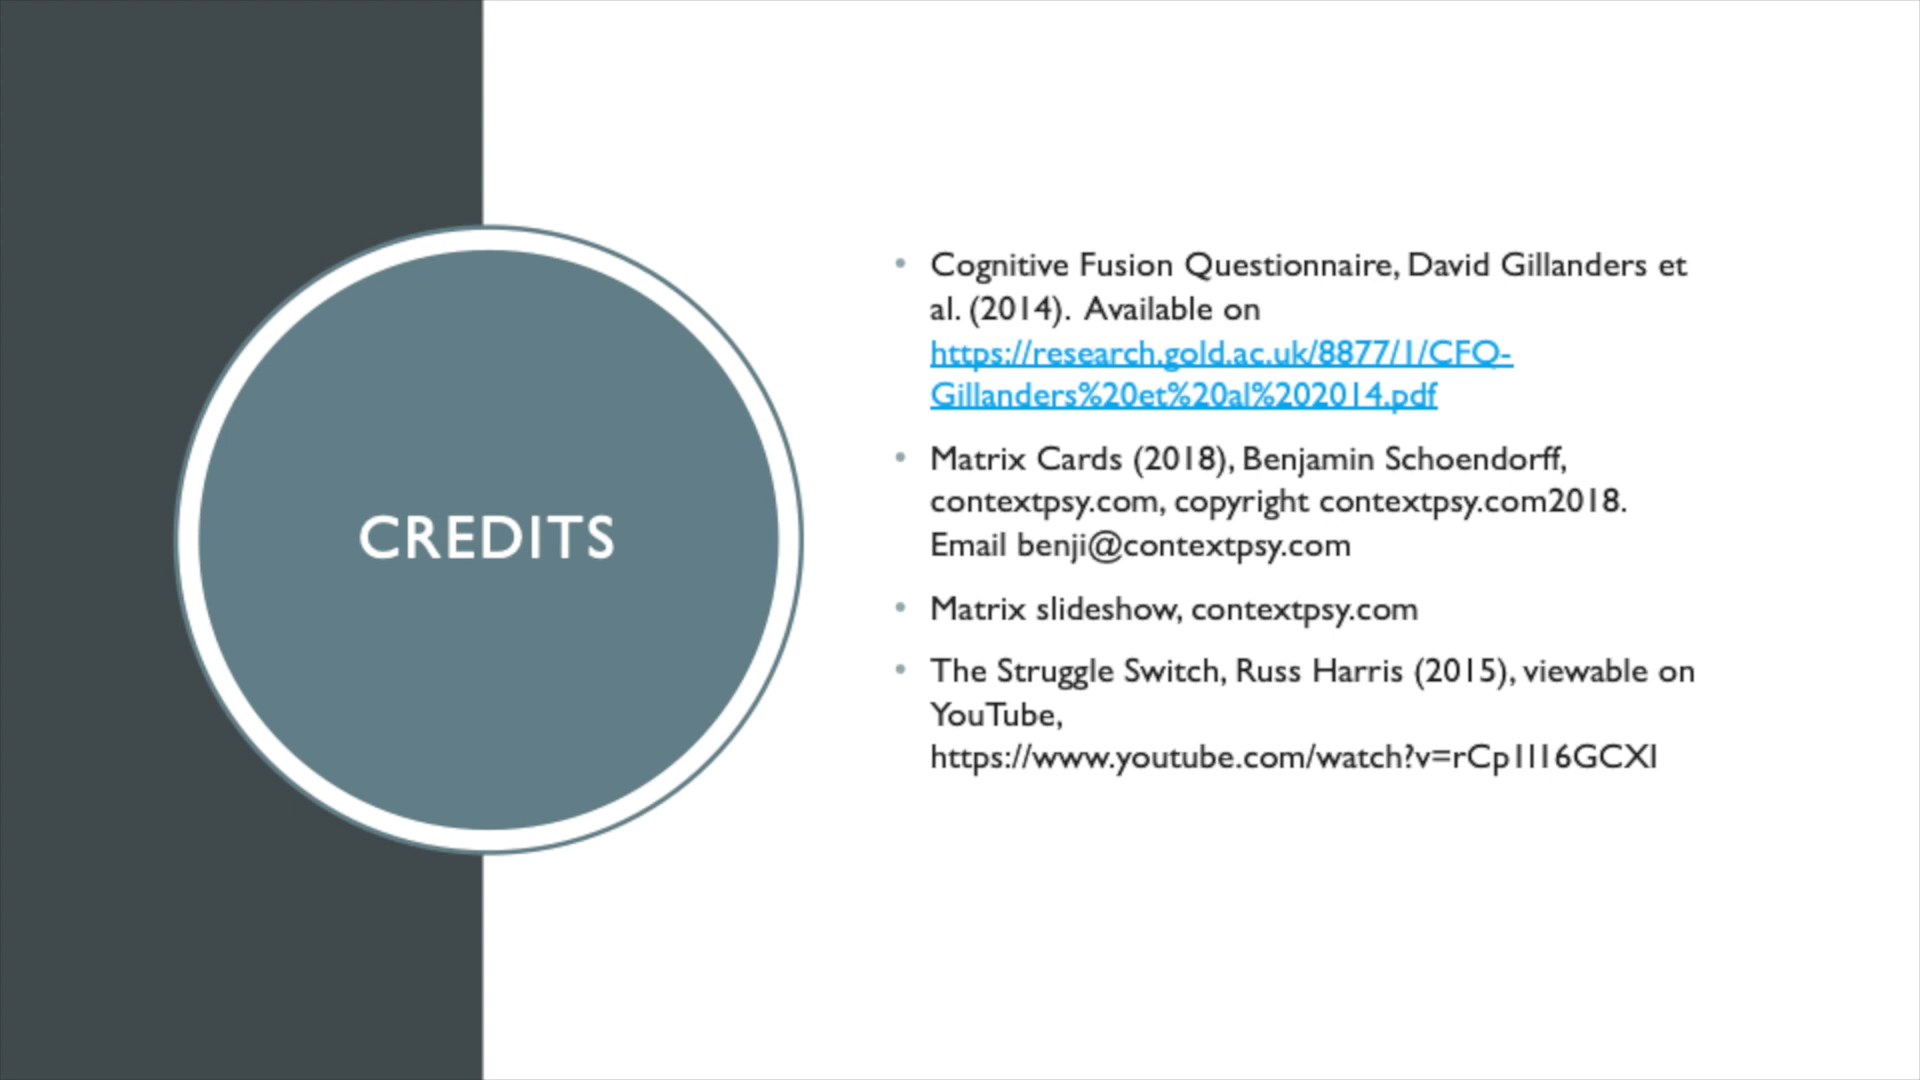 CREDITS
Cognitive Fusion Questionnaire, David Gillanders et
al. (2014). Available on
https://research.gold.ac.uk/8877/1/CFQ-
Gillanders%20et%20al%202014.pdf
Matrix Cards (2018), Benjamin Schoendorff,
contextpsy.com, copyright contextpsy.com2018.
Email benji@contextpsy.com
Matrix slideshow, contextpsy.com
The Struggle Switch, Russ Harris (2015), viewable on
YouTube,
https://www.youtube.com/watch?v=rCp1l16GCXI